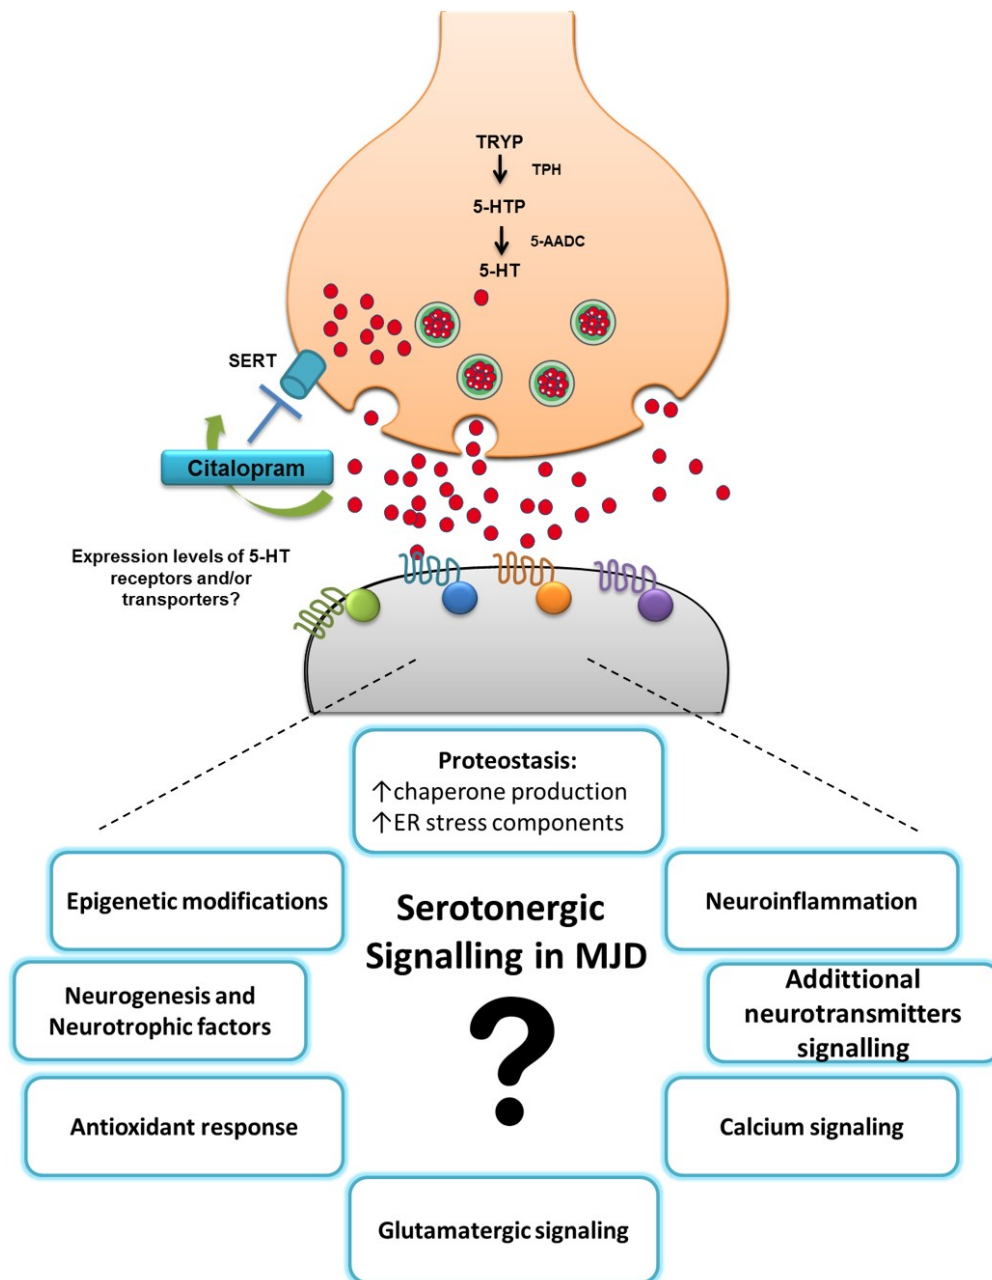 TRYP
TPH
5-HTP
5-AADC
5-HT
SERT
Citalopram
Expression levels of 5-HT
receptors and/or
transporters?
Proteostasis:
↑chaperone production
↑ER stress components
Epigenetic modifications
Neuroinflammation
Serotonergic
Signalling in MJD
?
Neurogenesis and
Neurotrophic factors
Addittional
neurotransmitters
signalling
Antioxidant response
Calcium signaling
Glutamatergic signaling